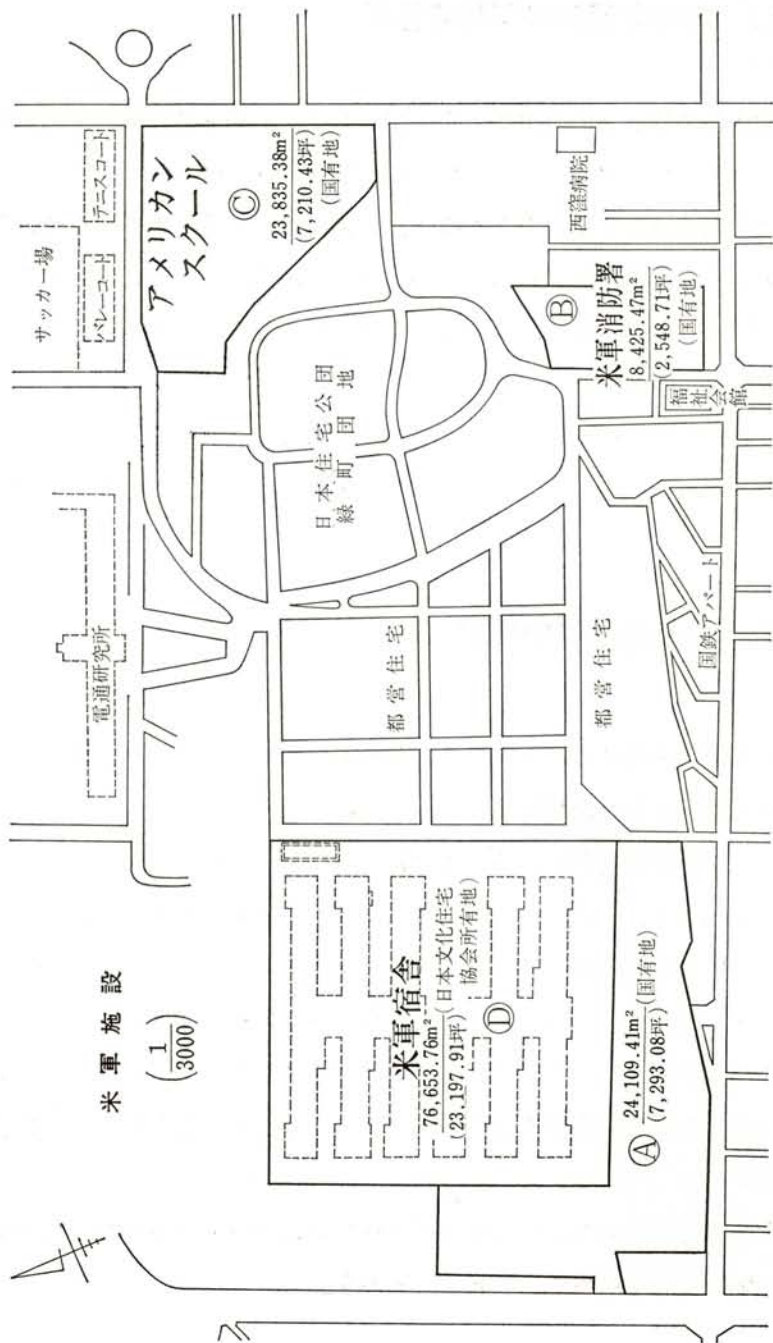 米軍施設
(1/3000)
サッカー場
テニスコート
バレーコート
電通研究所
アメリカン
スクール
Ⓒ
23,835.38m²
(7,210.43坪)
(国有地)
日本住宅公団
緑町団地
西窪病院
Ⓑ
米軍消防署
8,425.47m²
(2,548.71坪)
(国有地)
福祉会館
都営住宅
都営住宅
国鉄アパート
米軍宿舎
76,653.76m²
(23.197.91坪)
(日本文化住宅
協会所有地)
Ⓓ
Ⓐ
24,109.41m²
(7,293.08坪)
(国有地)